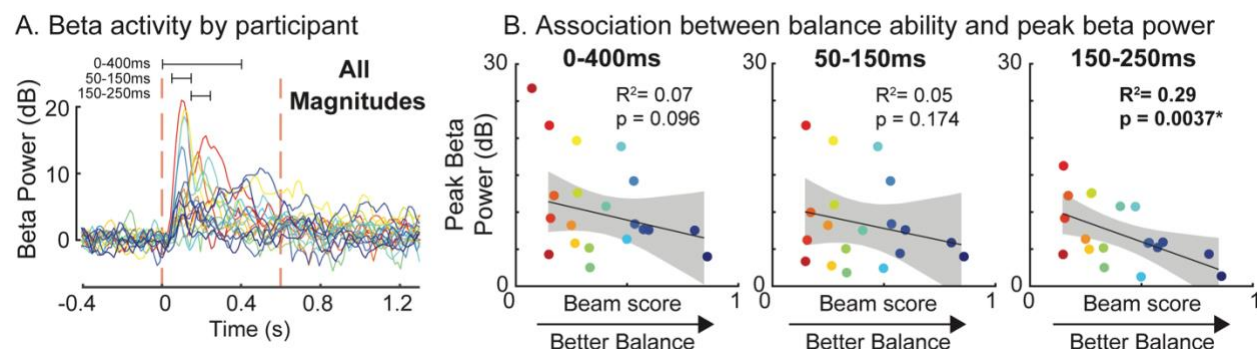 A. Beta activity by participant
0-400ms
50-150ms
150-250ms
All
Magnitudes
20
10
0
Beta Power (dB)
-0.4
0
0.4
0.8
1.2
Time (s)
B. Association between balance ability and peak beta power
0-400ms
30
R²= 0.07
p = 0.096
Peak Beta
Power (dB)
0
0
1
Beam score
Better Balance
50-150ms
30
R²= 0.05
p = 0.174
0
0
1
Beam score
Better Balance
150-250ms
30
R²= 0.29
p = 0.0037*
0
0
1
Beam score
Better Balance